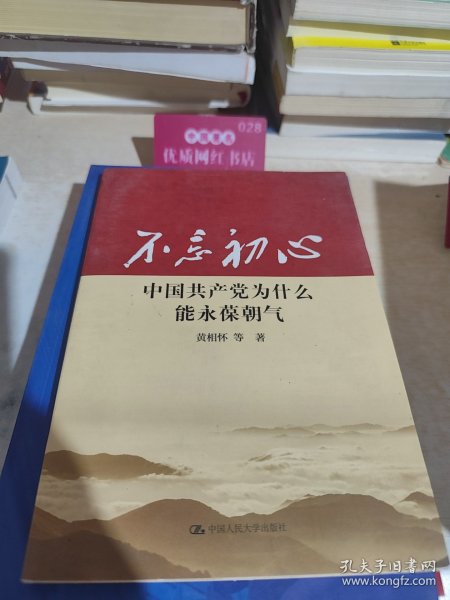 028
优质网红书店
不忘初心
中国共产党为什么
能永葆朝气
黄相怀 等 著
中国人民大学出版社
孔夫子旧书网
www.kongfz.com